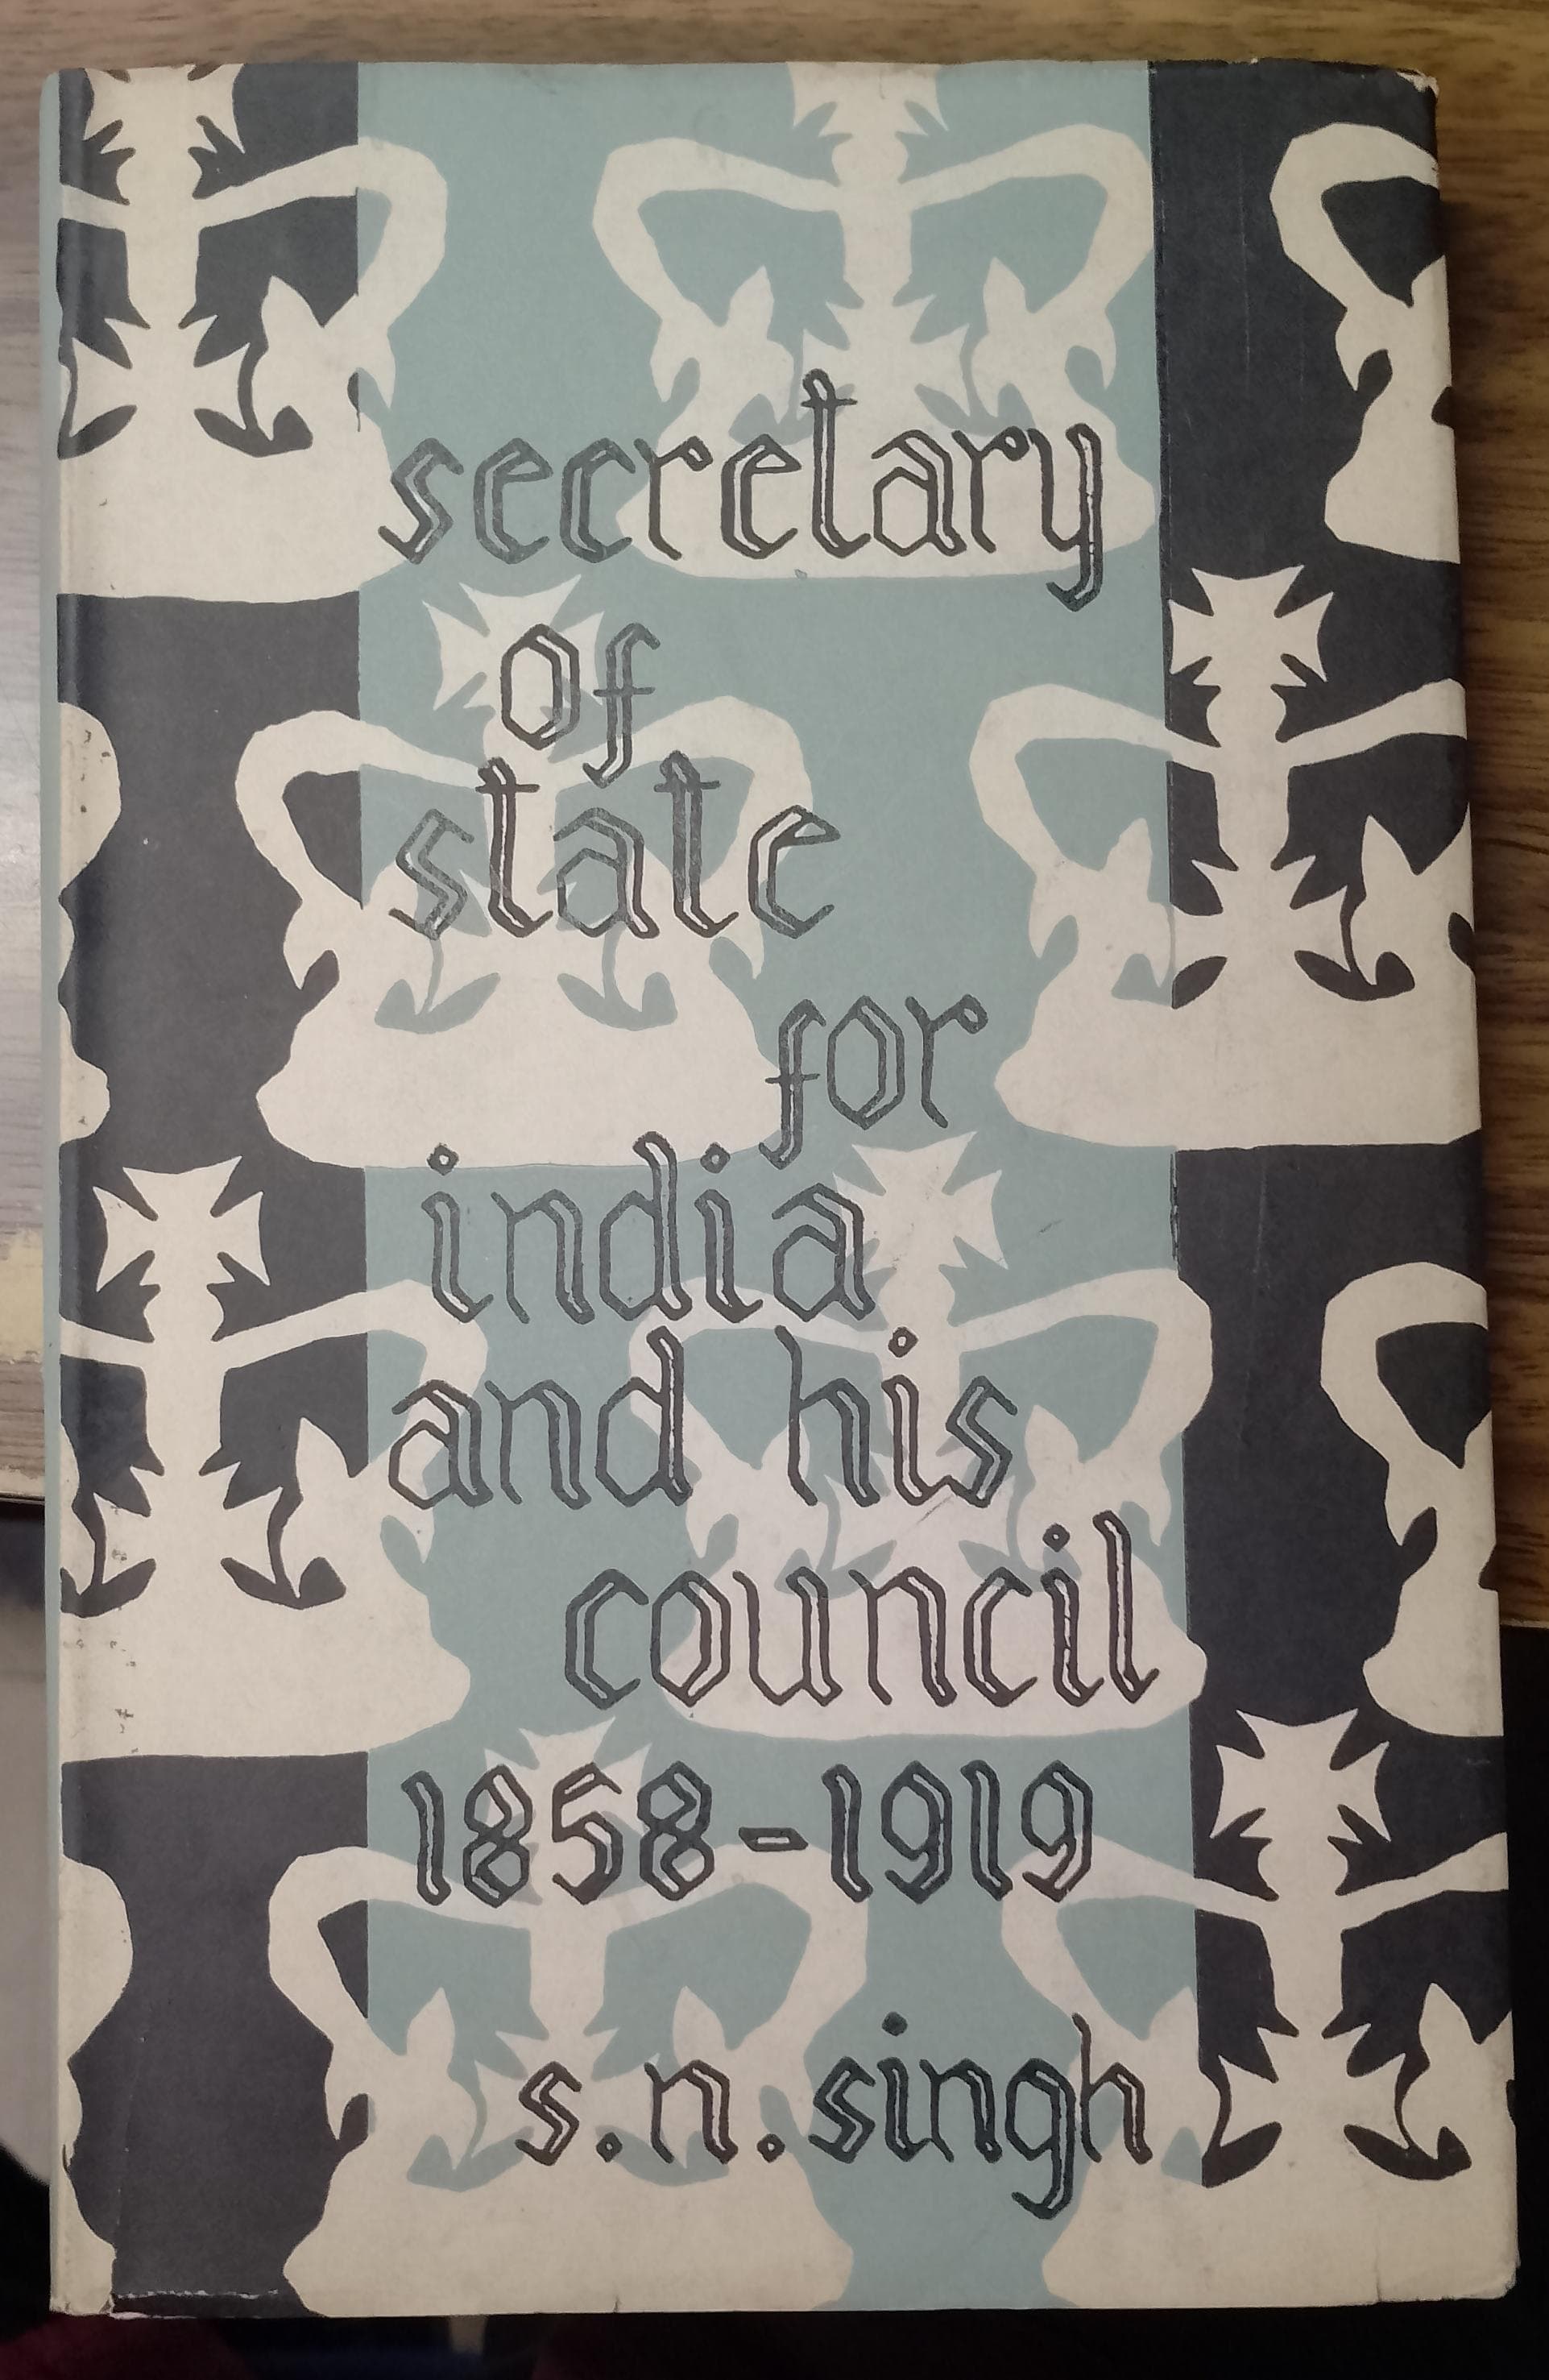 secretary
of
state
for
india
and his
council
1858-1919
s.n. singh